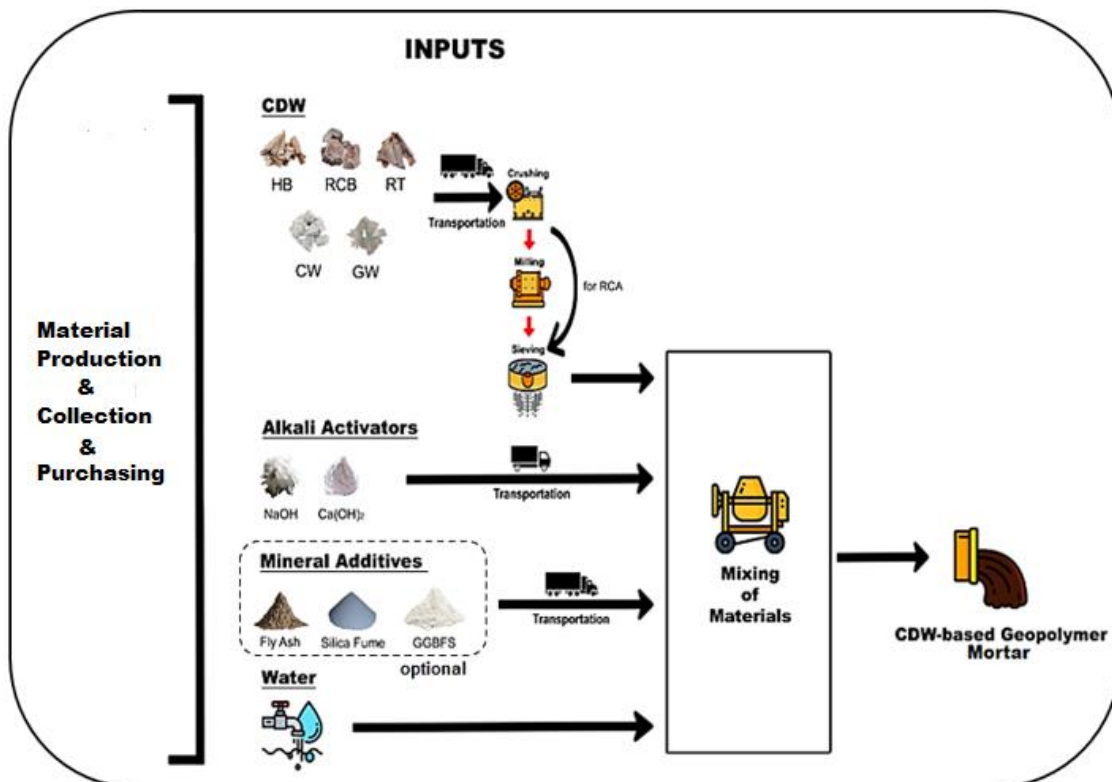 INPUTS
CDW
HB RCB RT
CW GW
Transportation
Crushing
Milling
for RCA
Sieving
Material
Production
&
Collection
&
Purchasing
Alkali Activators
NaOH Ca(OH)₂
Transportation
Mineral Additives
Fly Ash Silica Fume GGBFS
optional
Transportation
Water
Mixing
of
Materials
CDW-based Geopolymer
Mortar